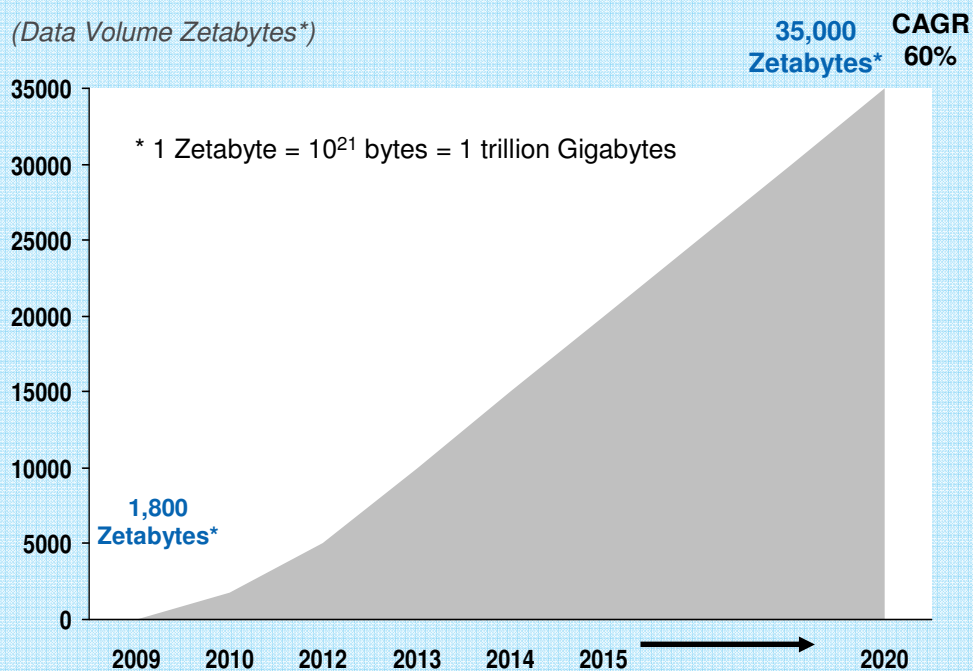 (Data Volume Zetabytes*)
35,000
Zetabytes*
CAGR
60%
35000
* 1 Zetabyte = 10²¹ bytes = 1 trillion Gigabytes
30000
25000
20000
15000
10000
1,800
Zetabytes*
5000
0
2009 2010 2012 2013 2014 2015 2020